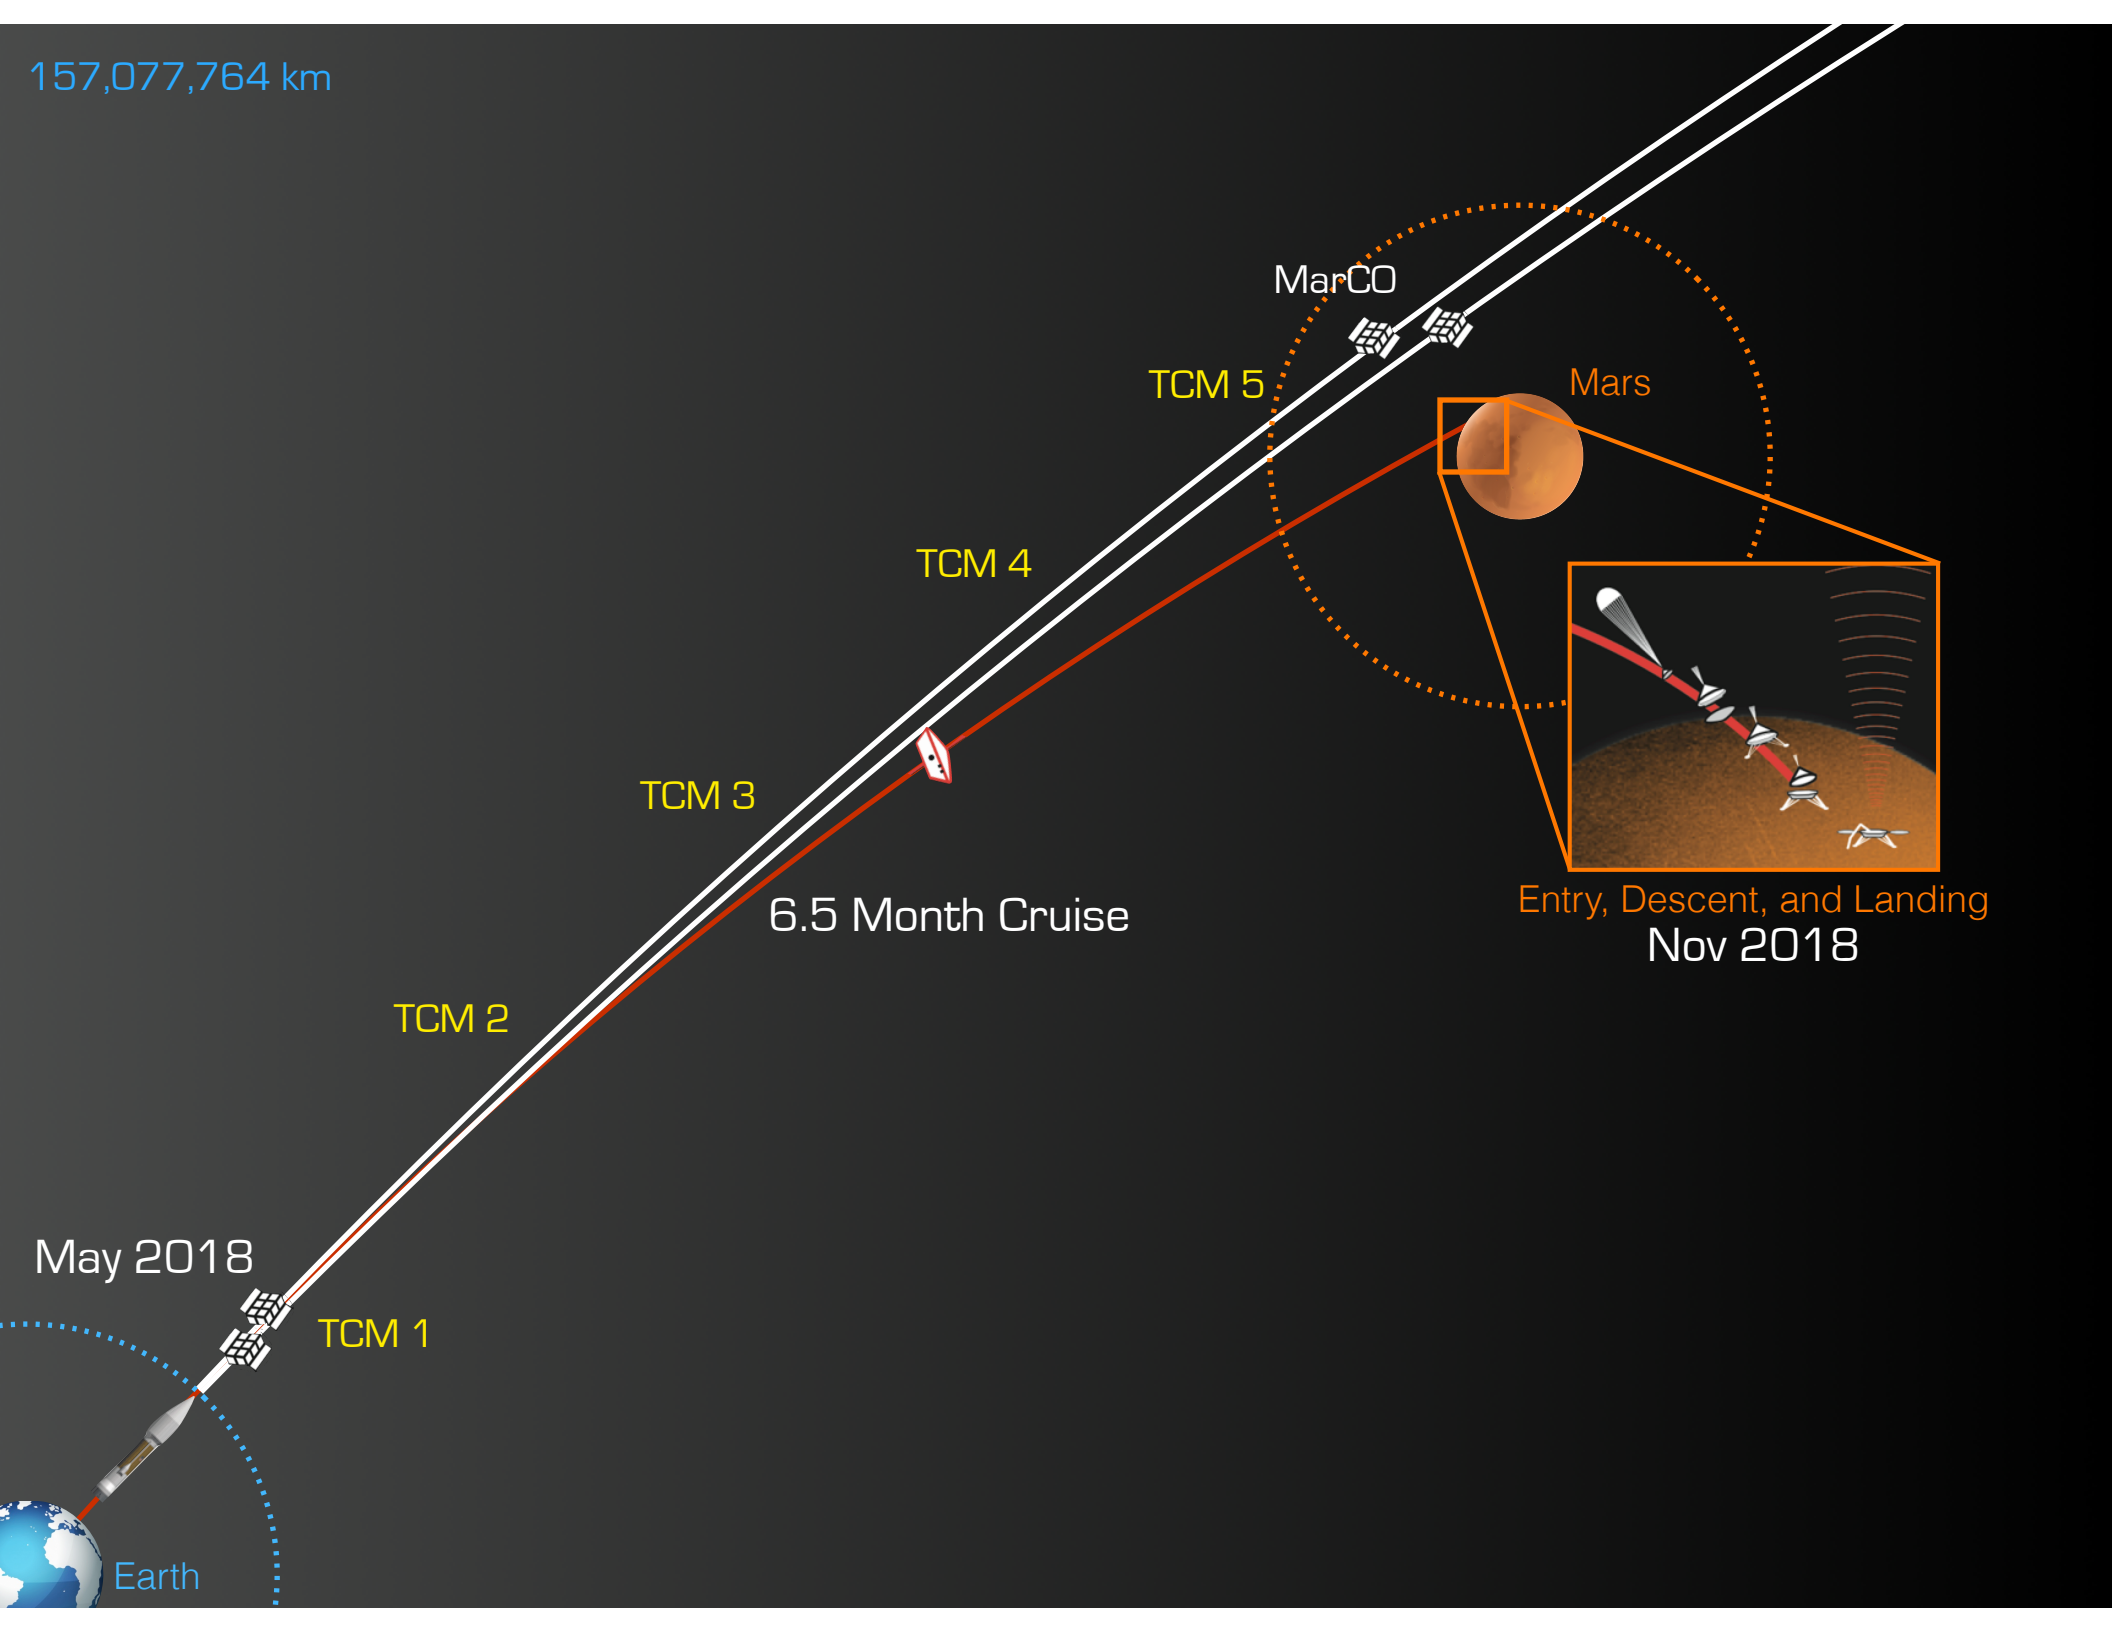 157,077,764 km
MarCO
Mars
TCM 5
TCM 4
TCM 3
Entry, Descent, and Landing
Nov 2018
6.5 Month Cruise
TCM 2
May 2018
TCM 1
Earth